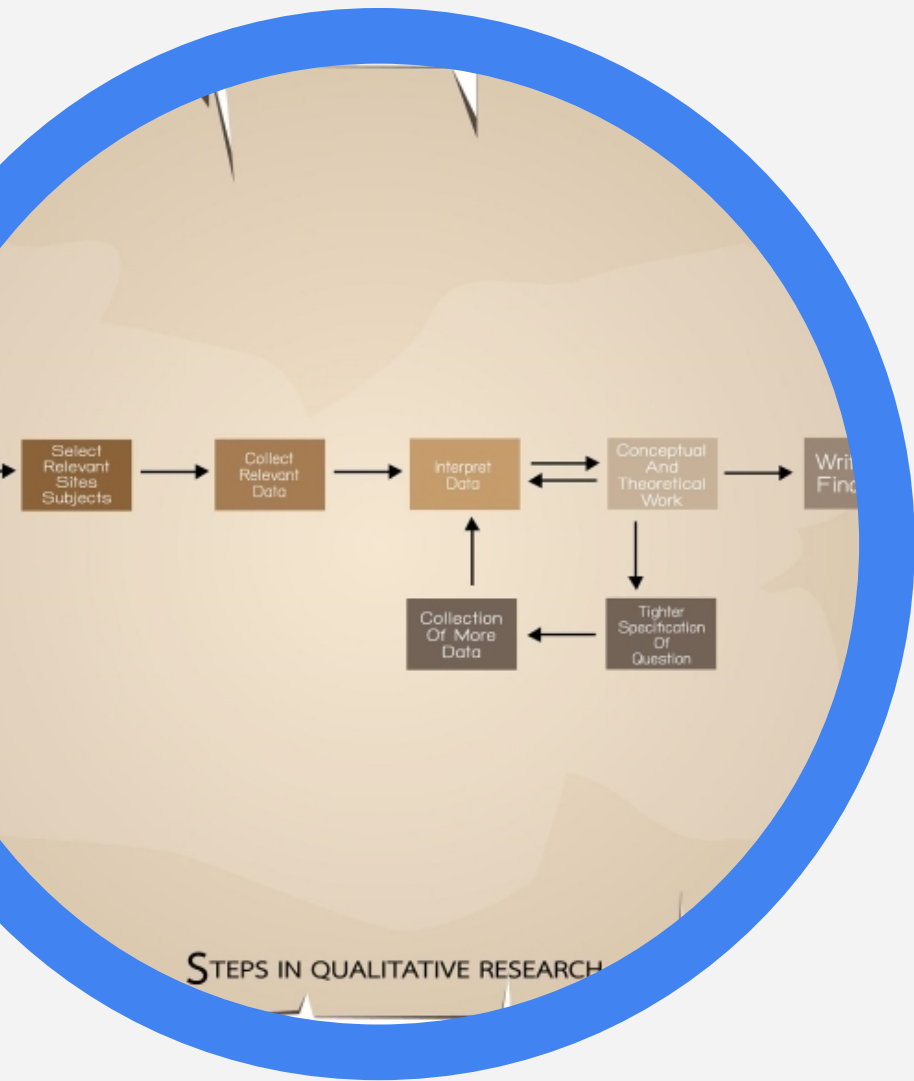 Select
Relevant
Sites
Subjects
Collect
Relevant
Data
Interpret
Data
Conceptual
And
Theoretical
Work
Tighter
Specification
Of
Question
Collection
Of More
Data
STEPS IN QUALITATIVE RESEARCH